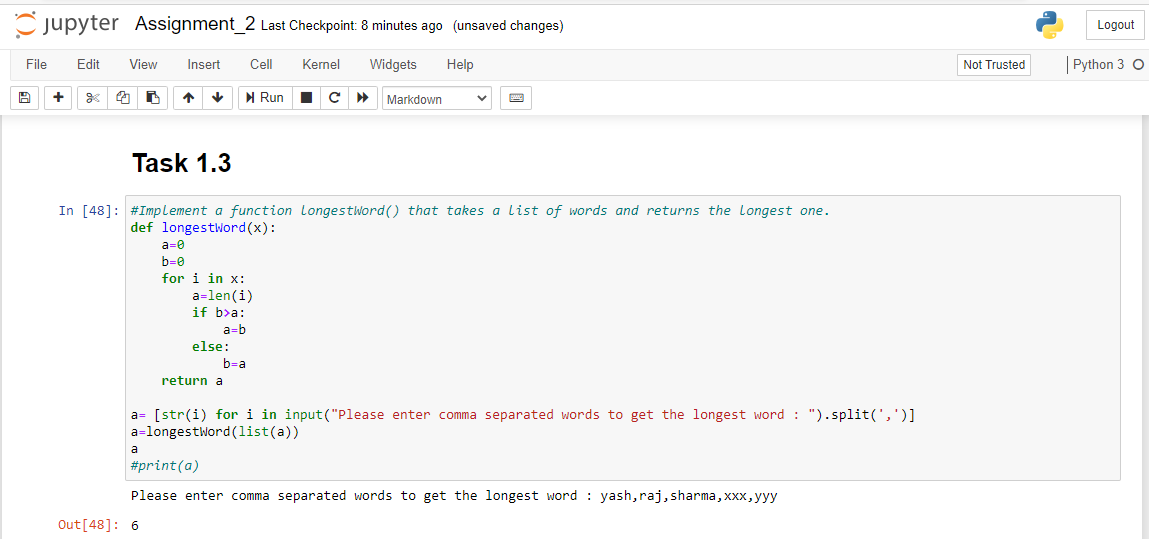 jupyter Assignment_2 Last Checkpoint: 8 minutes ago (unsaved changes) Logout
File Edit View Insert Cell Kernel Widgets Help Not Trusted Python 3
Run Markdown
Task 1.3
In [48]: #Implement a function longestWord() that takes a list of words and returns the longest one.
def longestWord(x):
    a=0
    b=0
    for i in x:
        a=len(i)
        if b>a:
            a=b
        else:
            b=a
    return a
a= [str(i) for i in input("Please enter comma separated words to get the longest word : ").split(',')]
a=longestWord(list(a))
a
#print(a)
Please enter comma separated words to get the longest word : yash,raj,sharma,xxx,yyy
Out[48]: 6